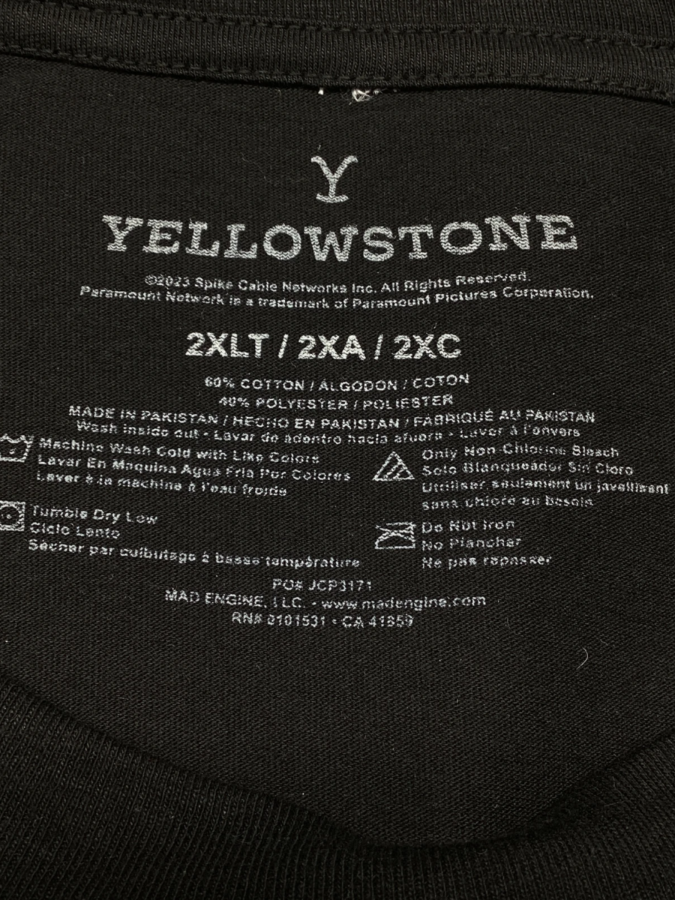 Y
YELLOWSTONE
©2023 Spike Cable Networks Inc. All Rights Reserved.
Paramount Network is a trademark of Paramount Pictures Corporation.
2XLT / 2XA / 2XC
60% COTTON / ALGODON / COTON
40% POLYESTER / POLIESTER
MADE IN PAKISTAN / HECHO EN PAKISTAN / FABRIQUÉ AU PAKISTAN
Wash inside out - Lavar de adentro hacia afuera - Laver à l'envers
Machine Wash Cold with Like Colors
Lavar En Maquina Agua Fria Por Colores
Laver à la machine à l'eau froide
Only Non-Chlorine Bleach
Solo Blanqueador Sin Cloro
Utiliser seulement un javellisant
sans chlore au besoin
Tumble Dry Low
Ciclo Lento
Sécher par culbutage à basse température
Do Not Iron
No Planchar
Ne pas repasser
PO# JCP3171
MAD ENGINE, LLC. - www.madengine.com
RN# 0101531 • CA 41859